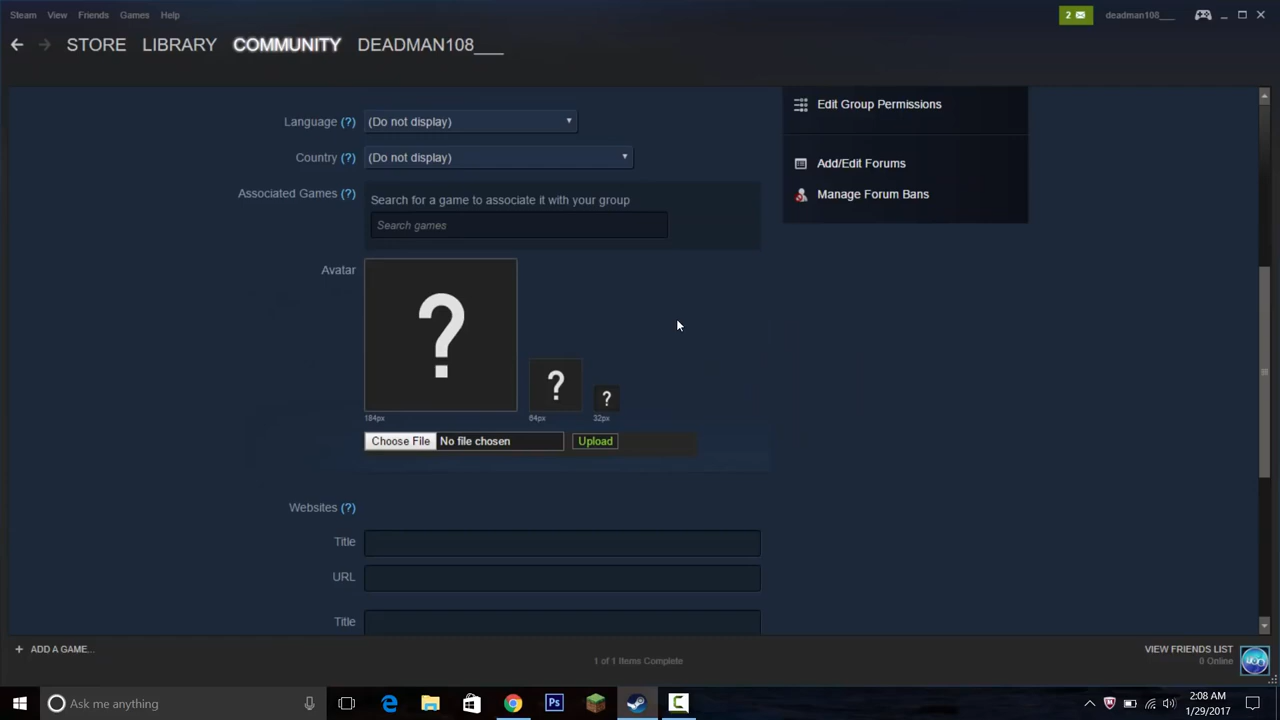 Steam View Friends Games Help 2 deadman108___
STORE LIBRARY COMMUNITY DEADMAN108___
Edit Group Permissions
Language (?) (Do not display)
Country (?) (Do not display)
Add/Edit Forums
Associated Games (?)
Manage Forum Bans
Search for a game to associate it with your group
Search games
Avatar
?
?
?
184px 64px 32px
Choose File No file chosen Upload
Websites (?)
Title
URL
Title
+ ADD A GAME...
1 of 1 Items Complete
VIEW FRIENDS LIST
0 Online
Ask me anything
Ps
2:08 AM
1/29/2017